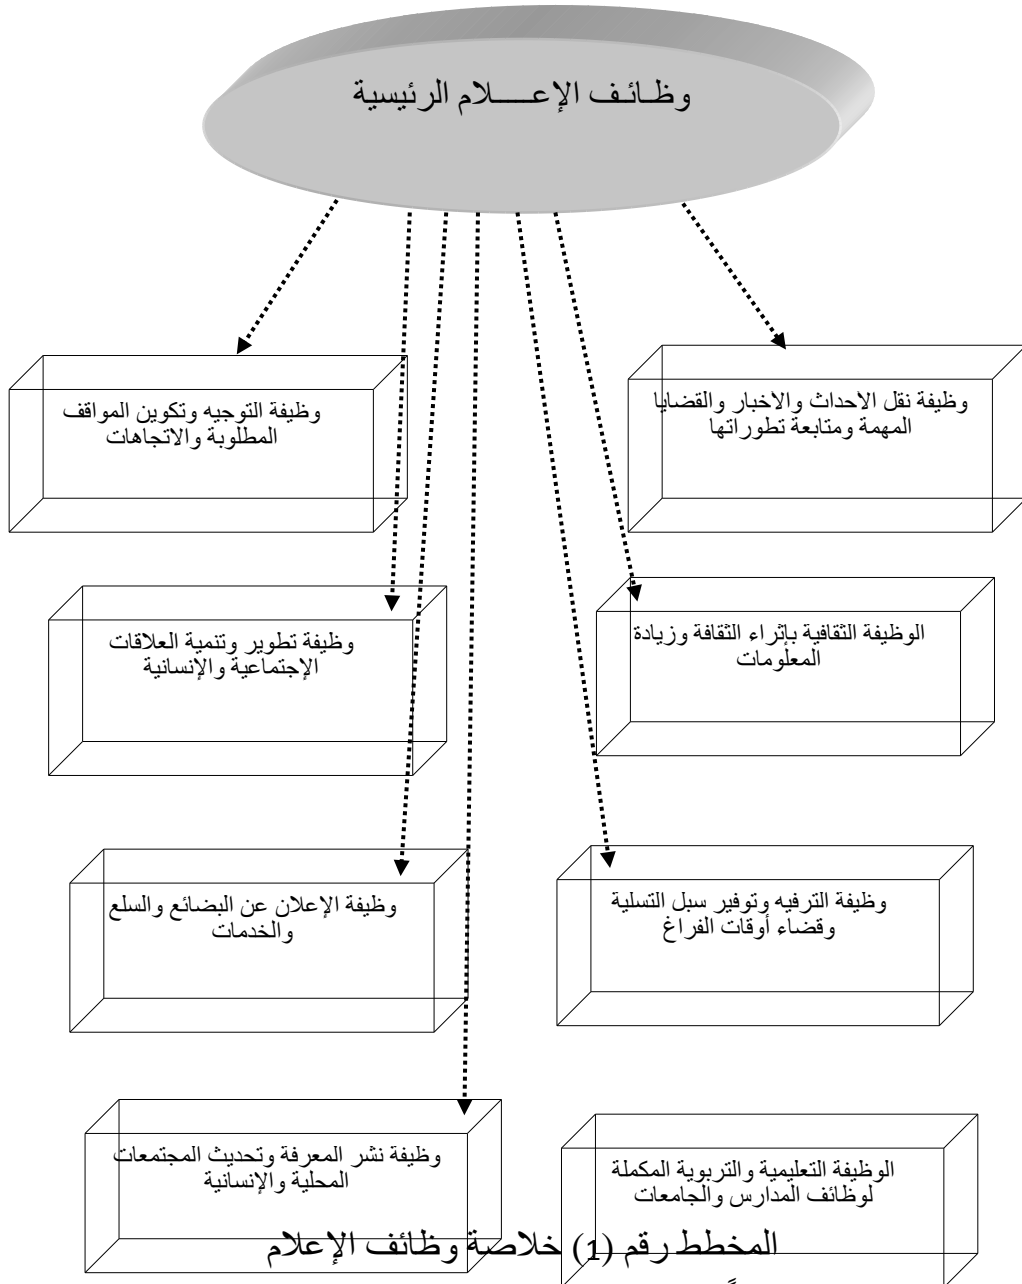 وظـائـف الإعـــــلام الرئيسية
وظيفة نقل الاحداث والاخبار والقضايا
المهمة ومتابعة تطوراتها
وظيفة التوجيه وتكوين المواقف
المطلوبة والاتجاهات
الوظيفة الثقافية بإثراء الثقافة وزيادة
المعلومات
وظيفة تطوير وتنمية العلاقات
الإجتماعية والإنسانية
وظيفة الترفيه وتوفير سبل التسلية
وقضاء أوقات الفراغ
وظيفة الإعلان عن البضائع والسلع
والخدمات
الوظيفة التعليمية والتربوية المكملة
لوظائف المدارس والجامعات
وظيفة نشر المعرفة وتحديث المجتمعات
المحلية والإنسانية
المخطط رقم (1) خلاصة وظائف الإعلام